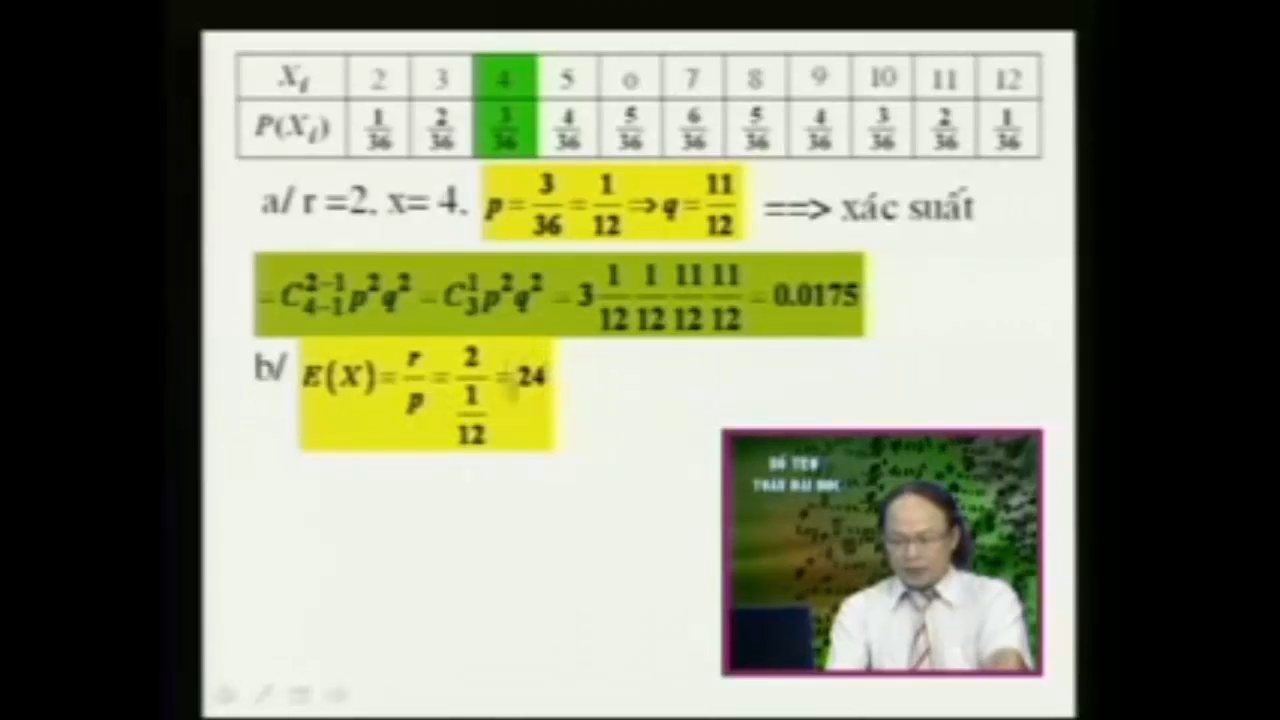 Xᵢ 2 3 4 5 6 7 8 9 10 11 12
P(Xᵢ) 1/36 2/36 3/36 4/36 5/36 6/36 5/36 4/36 3/36 2/36 1/36
a/ r =2, x= 4, p = 3/36 = 1/12 ⇒ q = 11/12 ==> xác suất
= C_{4-1}^{2-1} p²q² = C_3^1 p²q² = 3 1/12 1/12 11/12 11/12 = 0.0175
b/ E(X) = r/p = 2/(1/12) = 24